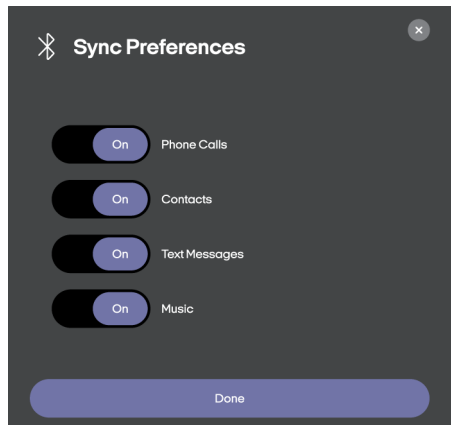 Sync Preferences
On Phone Calls
On Contacts
On Text Messages
On Music
Done